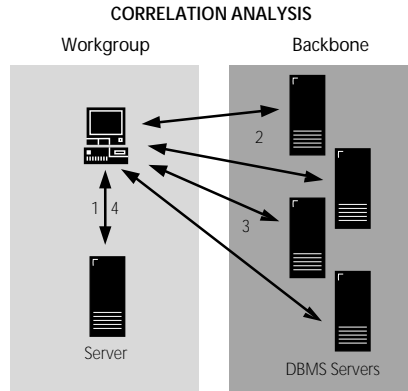 CORRELATION ANALYSIS
Workgroup
Backbone
2
1 4
3
Server
DBMS Servers